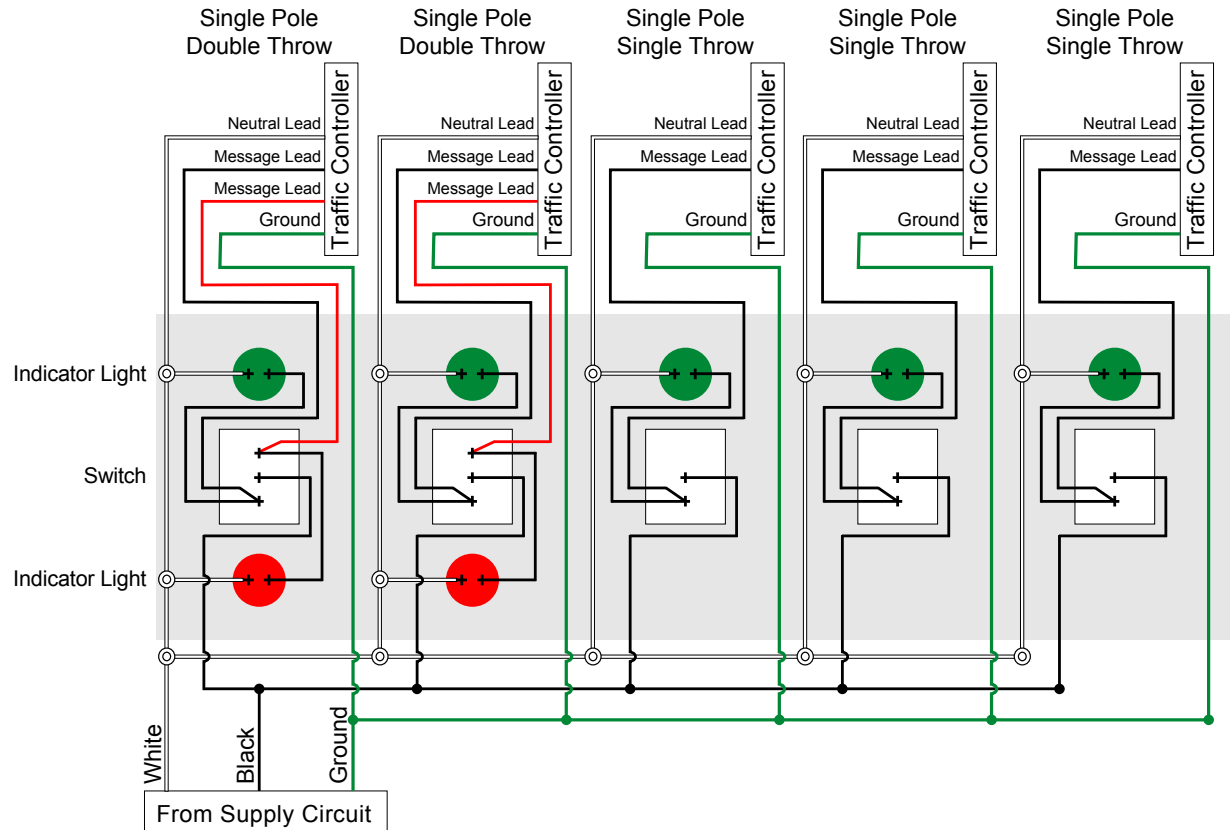 Single Pole
Double Throw
Single Pole
Double Throw
Single Pole
Single Throw
Single Pole
Single Throw
Single Pole
Single Throw
Neutral Lead
Message Lead
Message Lead
Ground
Traffic Controller
Neutral Lead
Message Lead
Message Lead
Ground
Traffic Controller
Neutral Lead
Message Lead
Ground
Traffic Controller
Neutral Lead
Message Lead
Ground
Traffic Controller
Neutral Lead
Message Lead
Ground
Traffic Controller
Indicator Light
Switch
Indicator Light
White
Black
Ground
From Supply Circuit